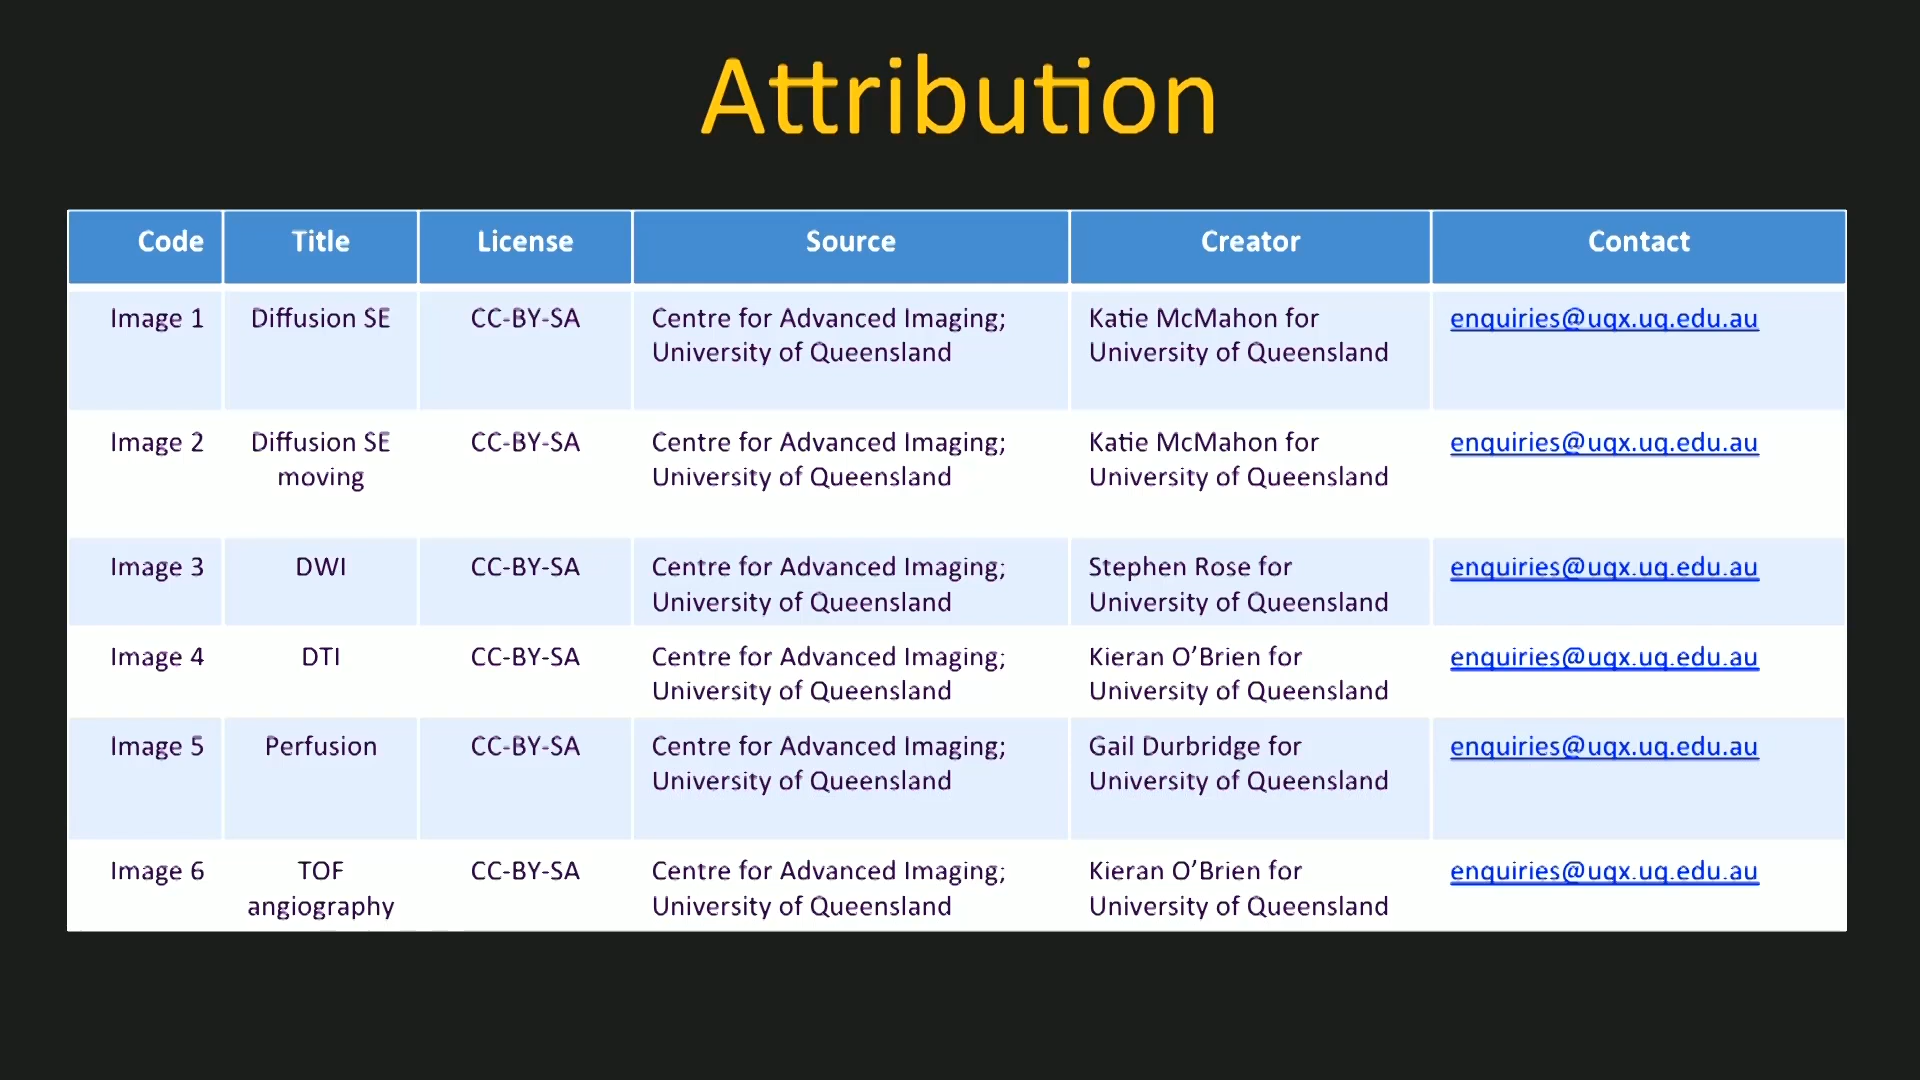 Attribution
Code Title License Source Creator Contact
Image 1 Diffusion SE CC-BY-SA Centre for Advanced Imaging; Katie McMahon for enquiries@uqx.uq.edu.au
University of Queensland University of Queensland
Image 2 Diffusion SE CC-BY-SA Centre for Advanced Imaging; Katie McMahon for enquiries@uqx.uq.edu.au
moving University of Queensland University of Queensland
Image 3 DWI CC-BY-SA Centre for Advanced Imaging; Stephen Rose for enquiries@uqx.uq.edu.au
University of Queensland University of Queensland
Image 4 DTI CC-BY-SA Centre for Advanced Imaging; Kieran O’Brien for enquiries@uqx.uq.edu.au
University of Queensland University of Queensland
Image 5 Perfusion CC-BY-SA Centre for Advanced Imaging; Gail Durbridge for enquiries@uqx.uq.edu.au
University of Queensland University of Queensland
Image 6 TOF CC-BY-SA Centre for Advanced Imaging; Kieran O’Brien for enquiries@uqx.uq.edu.au
angiography University of Queensland University of Queensland